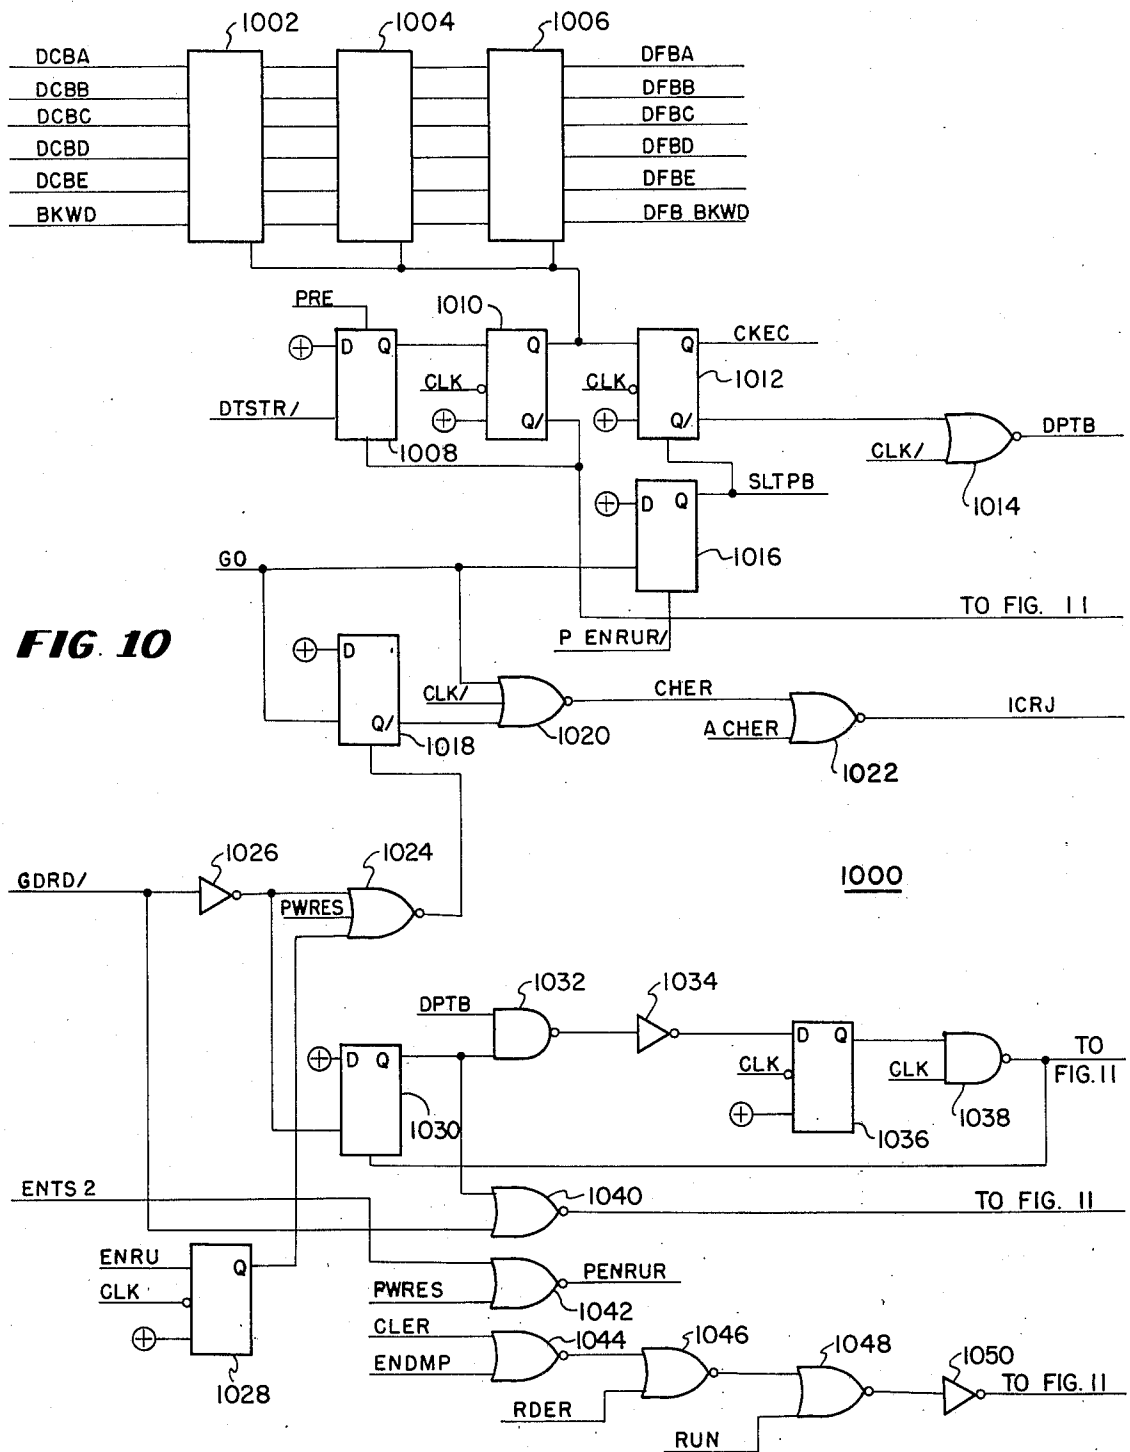 1002 1004 1006
DCBA DFBA
DCBB DFBB
DCBC DFBC
DCBD DFBD
DCBE DFBE
BKWD DFB BKWD
PRE 1010
D Q Q Q CKEC
CLK CLK 1012
DTSTR/ Q/ Q/ DPTB
1008 CLK/
D Q SLTPB 1014
GO 1016
TO FIG. 11
FIG. 10 P ENRUR/
D
CLK/ CHER ICRJ
Q/ 1018 1020 A CHER
1022
1026 1024 1000
GDRD/
PWRES
1032 1034
DPTB
D Q D Q TO
CLK CLK FIG.11
1030 1036 1038
ENTS 2 1040 TO FIG. 11
ENRU Q PENRUR
CLK PWRES 1042
CLER 1044 1046 1048 1050
ENDMP TO FIG.11
1028 RDER
RUN